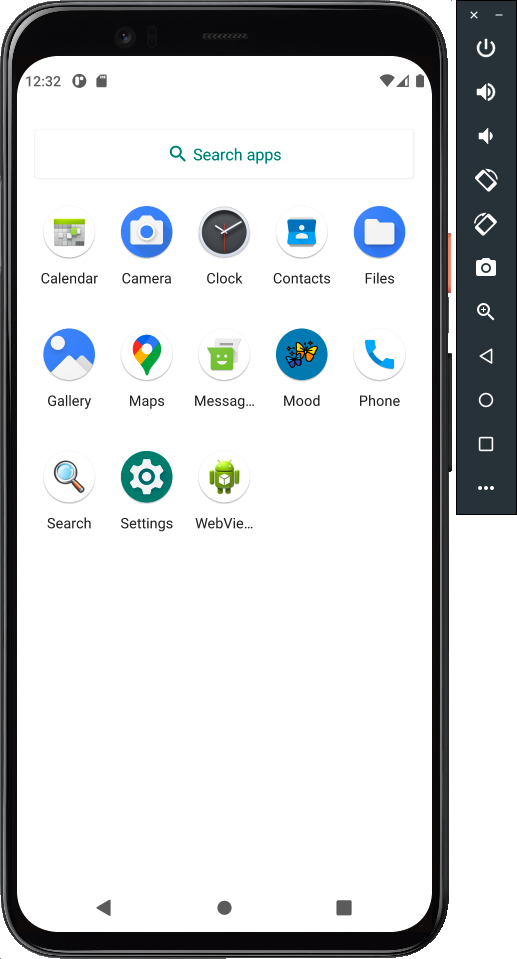 12:32
Search apps
Calendar
Camera
Clock
Contacts
Files
Gallery
Maps
Messag...
Mood
Phone
Search
Settings
WebVie...